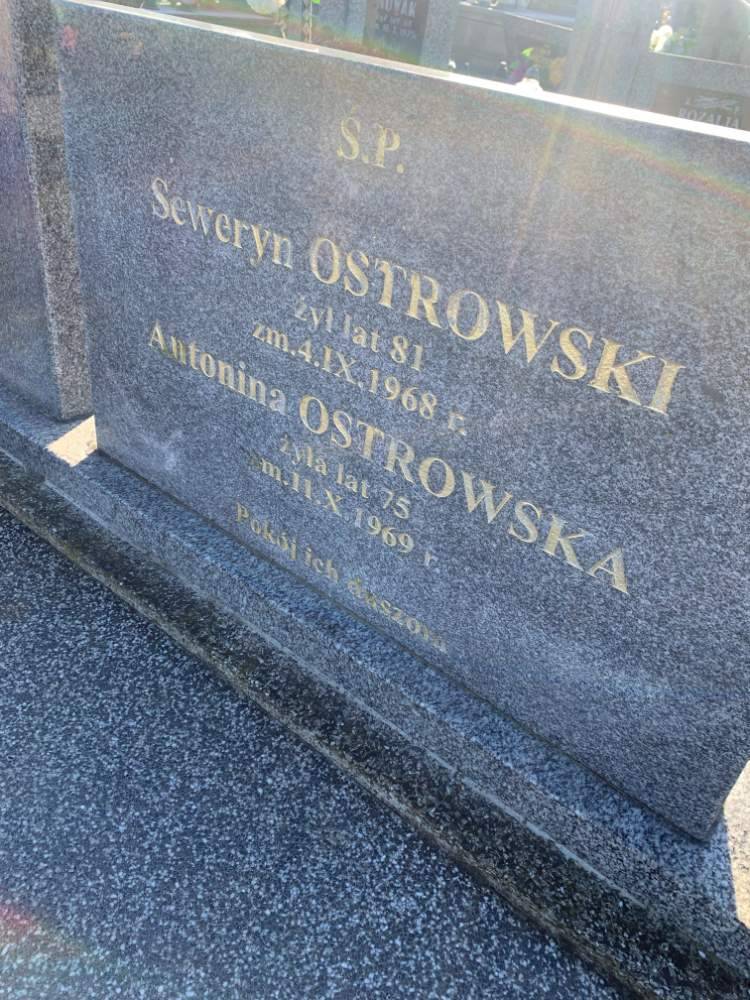 Ś.P.
Seweryn OSTROWSKI
żył lat 81
zm.4.IX.1968 r.
Antonina OSTROWSKA
żyła lat 75
zm.11.X.1969 r.
Pokój ich duszom
ROZALIA